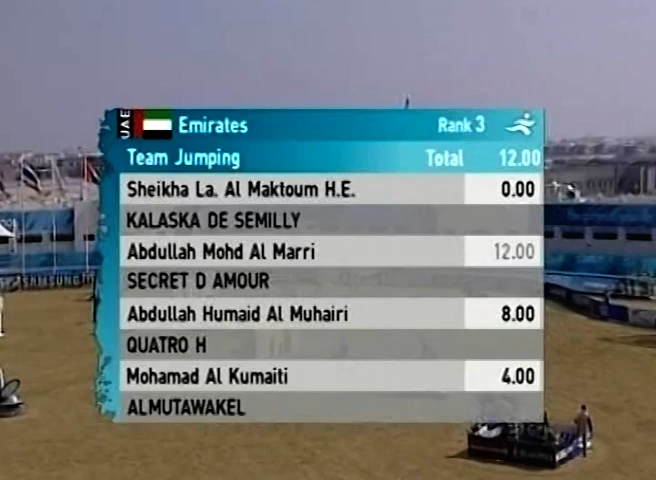 UAE Emirates Rank 3
Team Jumping Total 12.00
Sheikha La. Al Maktoum H.E. 0.00
KALASKA DE SEMILLY
Abdullah Mohd Al Marri 12.00
SECRET D AMOUR
Abdullah Humaid Al Muhairi 8.00
QUATRO H
Mohamad Al Kumaiti 4.00
ALMUTAWAKEL